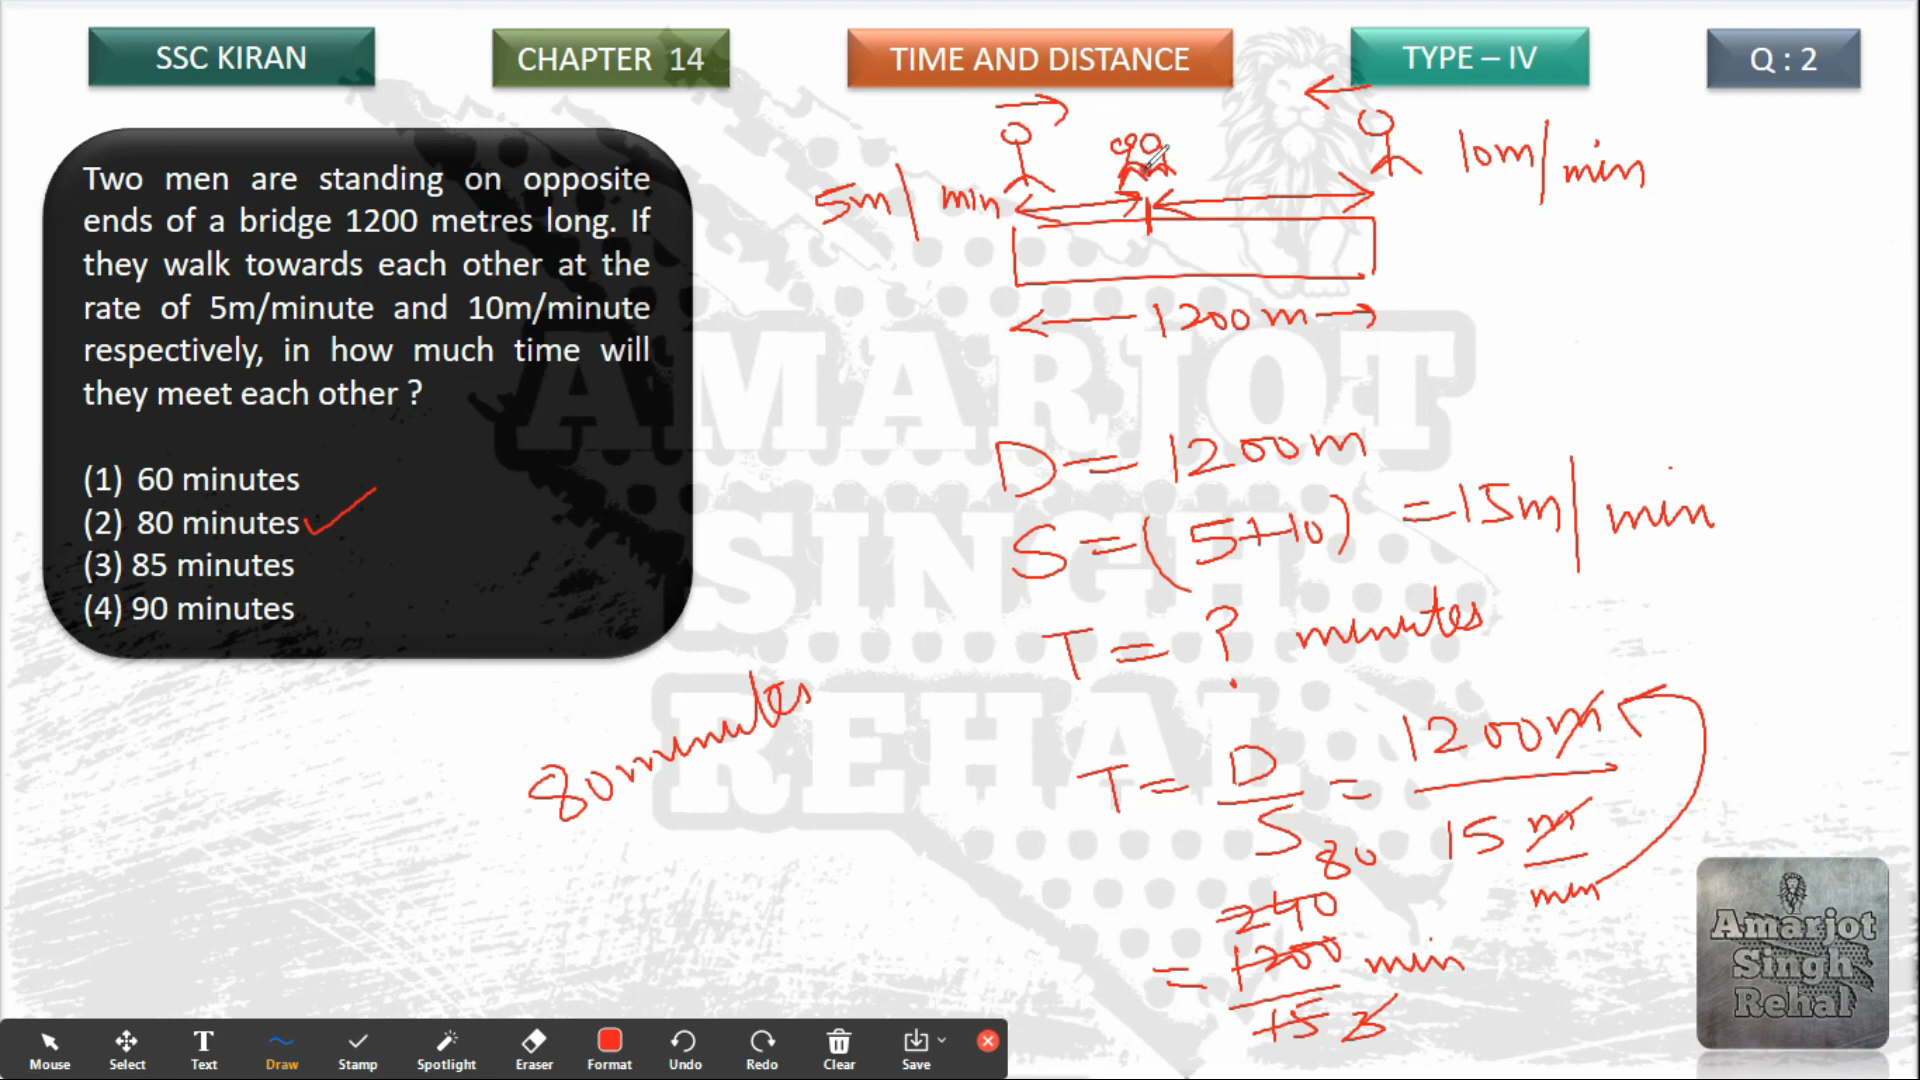 SSC KIRAN
CHAPTER 14
TIME AND DISTANCE
TYPE – IV
Q : 2
Two men are standing on opposite
ends of a bridge 1200 metres long. If
they walk towards each other at the
rate of 5m/minute and 10m/minute
respectively, in how much time will
they meet each other ?
(1) 60 minutes
(2) 80 minutes
(3) 85 minutes
(4) 90 minutes
5m/min
10m/min
1200m
D = 1200m
S = (5+10) = 15m/min
T = ? minutes
T = D/S = 1200m/15 m/min
80
240
= 1200 min
15 3
80 minutes
AMARJOT
SINGH
REHAL
Amarjot
Singh
Rehal
Mouse
Select
Text
Draw
Stamp
Spotlight
Eraser
Format
Undo
Redo
Clear
Save